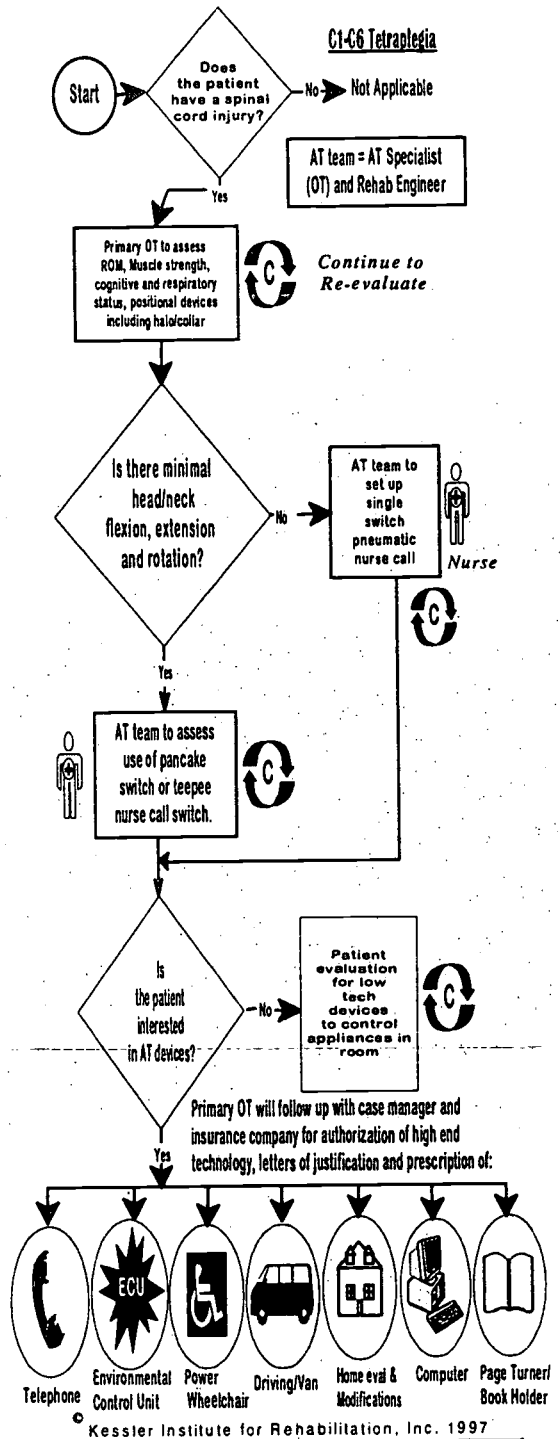 C1-C6 Tetraplegia
Start
Does
the patient
have a spinal
cord injury?
No
Not Applicable
AT team = AT Specialist
(OT) and Rehab Engineer
Yes
Primary OT to assess
ROM, Muscle strength,
cognitive and respiratory
status, positional devices
including halo/collar
C
Continue to
Re-evaluate
Is there minimal
head/neck
flexion, extension
and rotation?
No
AT team to
set up
single
switch
pneumatic
nurse call
Nurse
C
Yes
AT team to assess
use of pancake
switch or teepee
nurse call switch.
C
Is
the patient
interested
in AT devices?
No
Patient
evaluation
for low
tech
devices
to control
appliances in
room
C
Primary OT will follow up with case manager and
insurance company for authorization of high end
technology, letters of justification and prescription of:
Yes
ECU
Telephone
Environmental
Control Unit
Power
Wheelchair
Driving/Van
Home eval &
Modifications
Computer
Page Turner/
Book Holder
© Kessler Institute for Rehabilitation, Inc. 1997